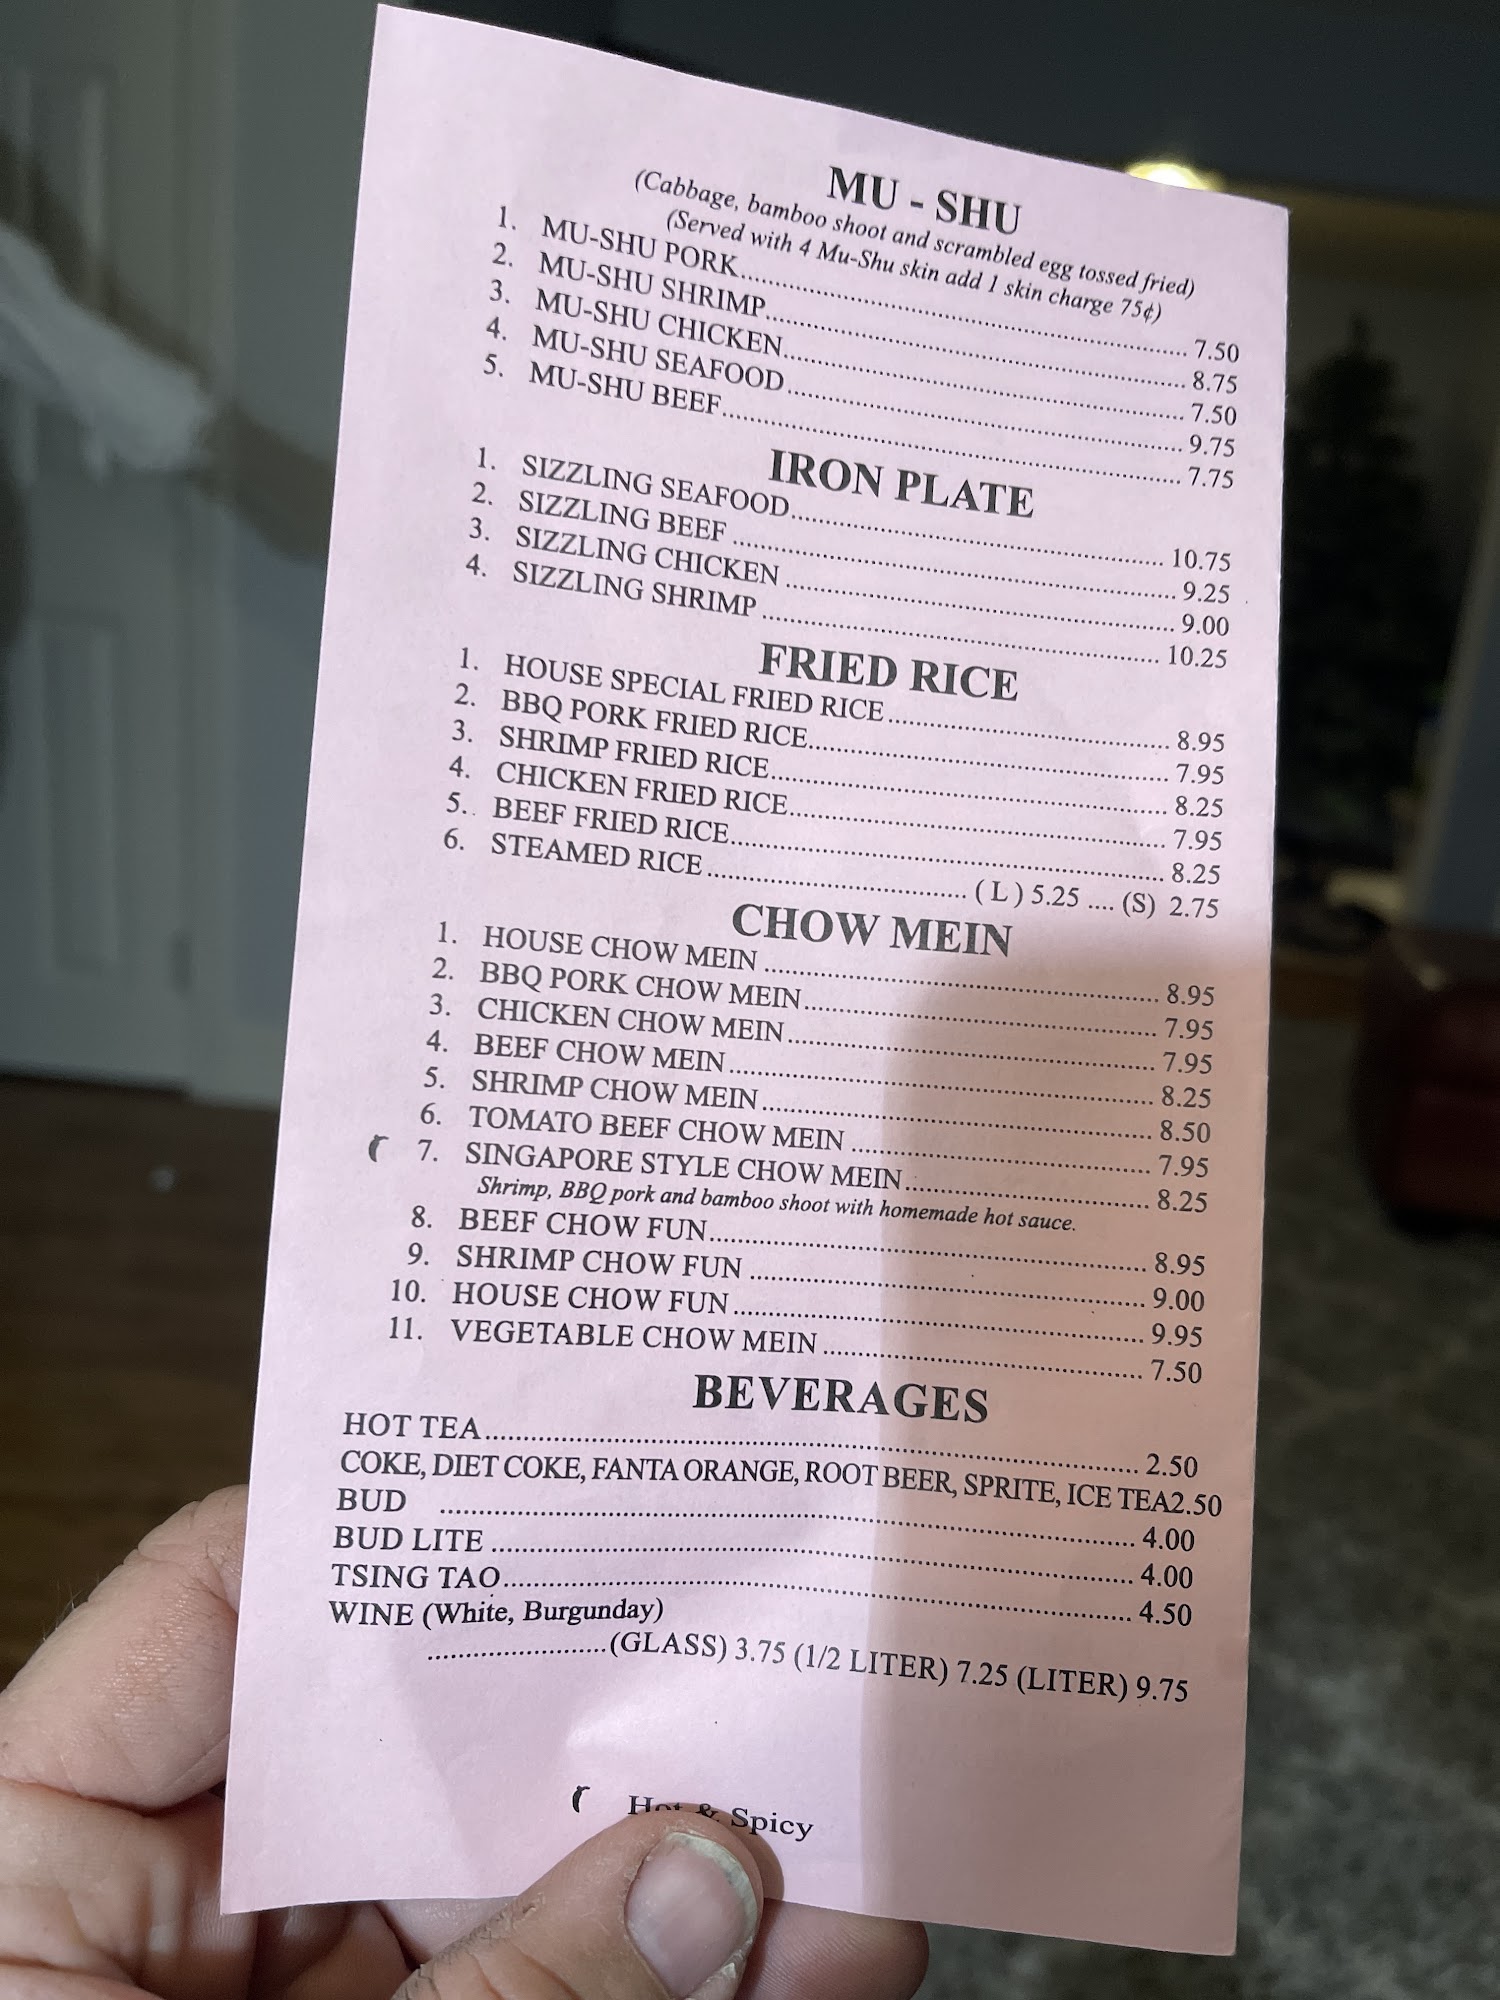 MU - SHU
(Cabbage, bamboo shoot and scrambled egg tossed fried)
(Served with 4 Mu-Shu skin add 1 skin charge 75¢)
1. MU-SHU PORK.......... 7.50
2. MU-SHU SHRIMP.......... 8.75
3. MU-SHU CHICKEN.......... 7.50
4. MU-SHU SEAFOOD.......... 9.75
5. MU-SHU BEEF.......... 7.75
IRON PLATE
1. SIZZLING SEAFOOD.......... 10.75
2. SIZZLING BEEF .......... 9.25
3. SIZZLING CHICKEN .......... 9.00
4. SIZZLING SHRIMP .......... 10.25
FRIED RICE
1. HOUSE SPECIAL FRIED RICE.......... 8.95
2. BBQ PORK FRIED RICE.......... 7.95
3. SHRIMP FRIED RICE.......... 8.25
4. CHICKEN FRIED RICE.......... 7.95
5. BEEF FRIED RICE.......... 8.25
6. STEAMED RICE .......... ( L ) 5.25 .... (S) 2.75
CHOW MEIN
1. HOUSE CHOW MEIN .......... 8.95
2. BBQ PORK CHOW MEIN.......... 7.95
3. CHICKEN CHOW MEIN.......... 7.95
4. BEEF CHOW MEIN.......... 8.25
5. SHRIMP CHOW MEIN.......... 8.50
6. TOMATO BEEF CHOW MEIN .......... 7.95
7. SINGAPORE STYLE CHOW MEIN.......... 8.25
Shrimp, BBQ pork and bamboo shoot with homemade hot sauce.
8. BEEF CHOW FUN.......... 8.95
9. SHRIMP CHOW FUN .......... 9.00
10. HOUSE CHOW FUN.......... 9.95
11. VEGETABLE CHOW MEIN .......... 7.50
BEVERAGES
HOT TEA.......... 2.50
COKE, DIET COKE, FANTA ORANGE, ROOT BEER, SPRITE, ICE TEA2.50
BUD .......... 4.00
BUD LITE .......... 4.00
TSING TAO.......... 4.50
WINE (White, Burgunday)
..........(GLASS) 3.75 (1/2 LITER) 7.25 (LITER) 9.75
Hot & Spicy